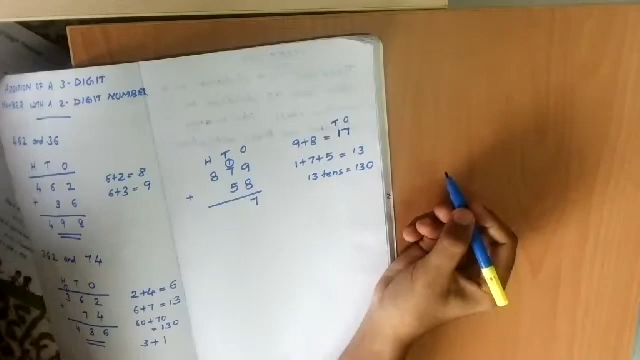 ADDITION OF A 3-DIGIT
NUMBER WITH A 2-DIGIT NUMBER
462 and 36
H T O
4 6 2
+ 3 6
4 9 8
6+2 = 8
6+3 = 9
362 and 74
H T O
3 6 2
+ 7 4
4 3 6
2+4 = 6
6+7 = 13
60+70
= 130
3+1
H T O
1
8 7 9
+ 5 8
7
T O
9+8 = 17
1+7+5 = 13
13 tens = 130